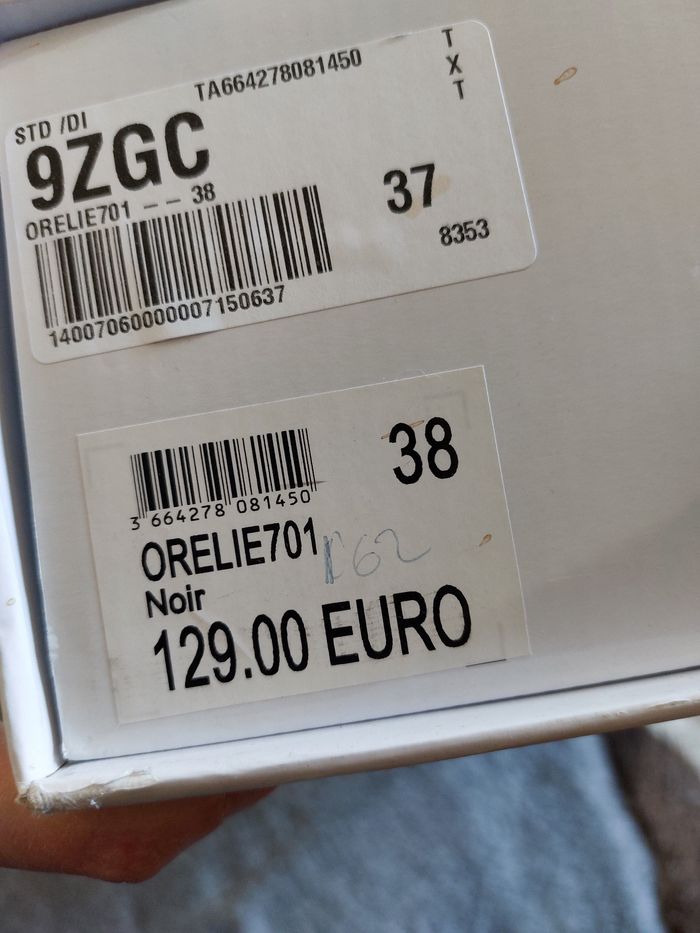 TA664278081450
T
X
T
STD /DI
9ZGC
ORELIE701 -- 38
37
8353
14007060000007150637
38
3 664278 081450
ORELIE701
Noir
129.00 EURO